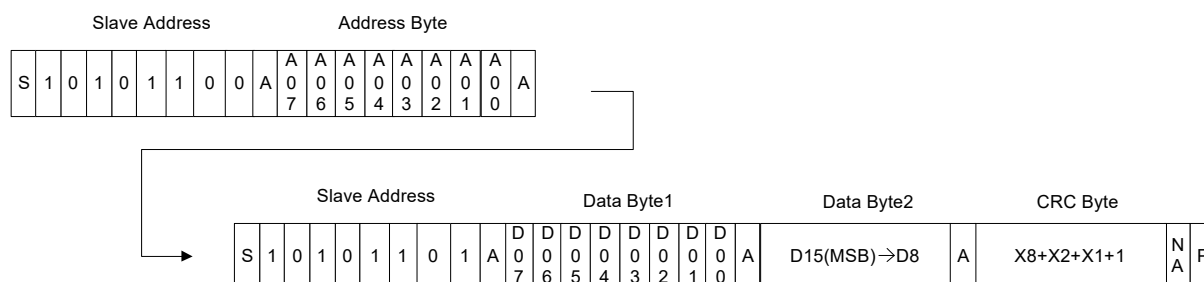 Slave Address Address Byte
S 1 0 1 0 1 1 0 0 A A07 A06 A05 A04 A03 A02 A01 A00 A
Slave Address Data Byte1 Data Byte2 CRC Byte
S 1 0 1 0 1 1 0 1 A D07 D06 D05 D04 D03 D02 D01 D00 A D15(MSB)→D8 A X8+X2+X1+1 NA